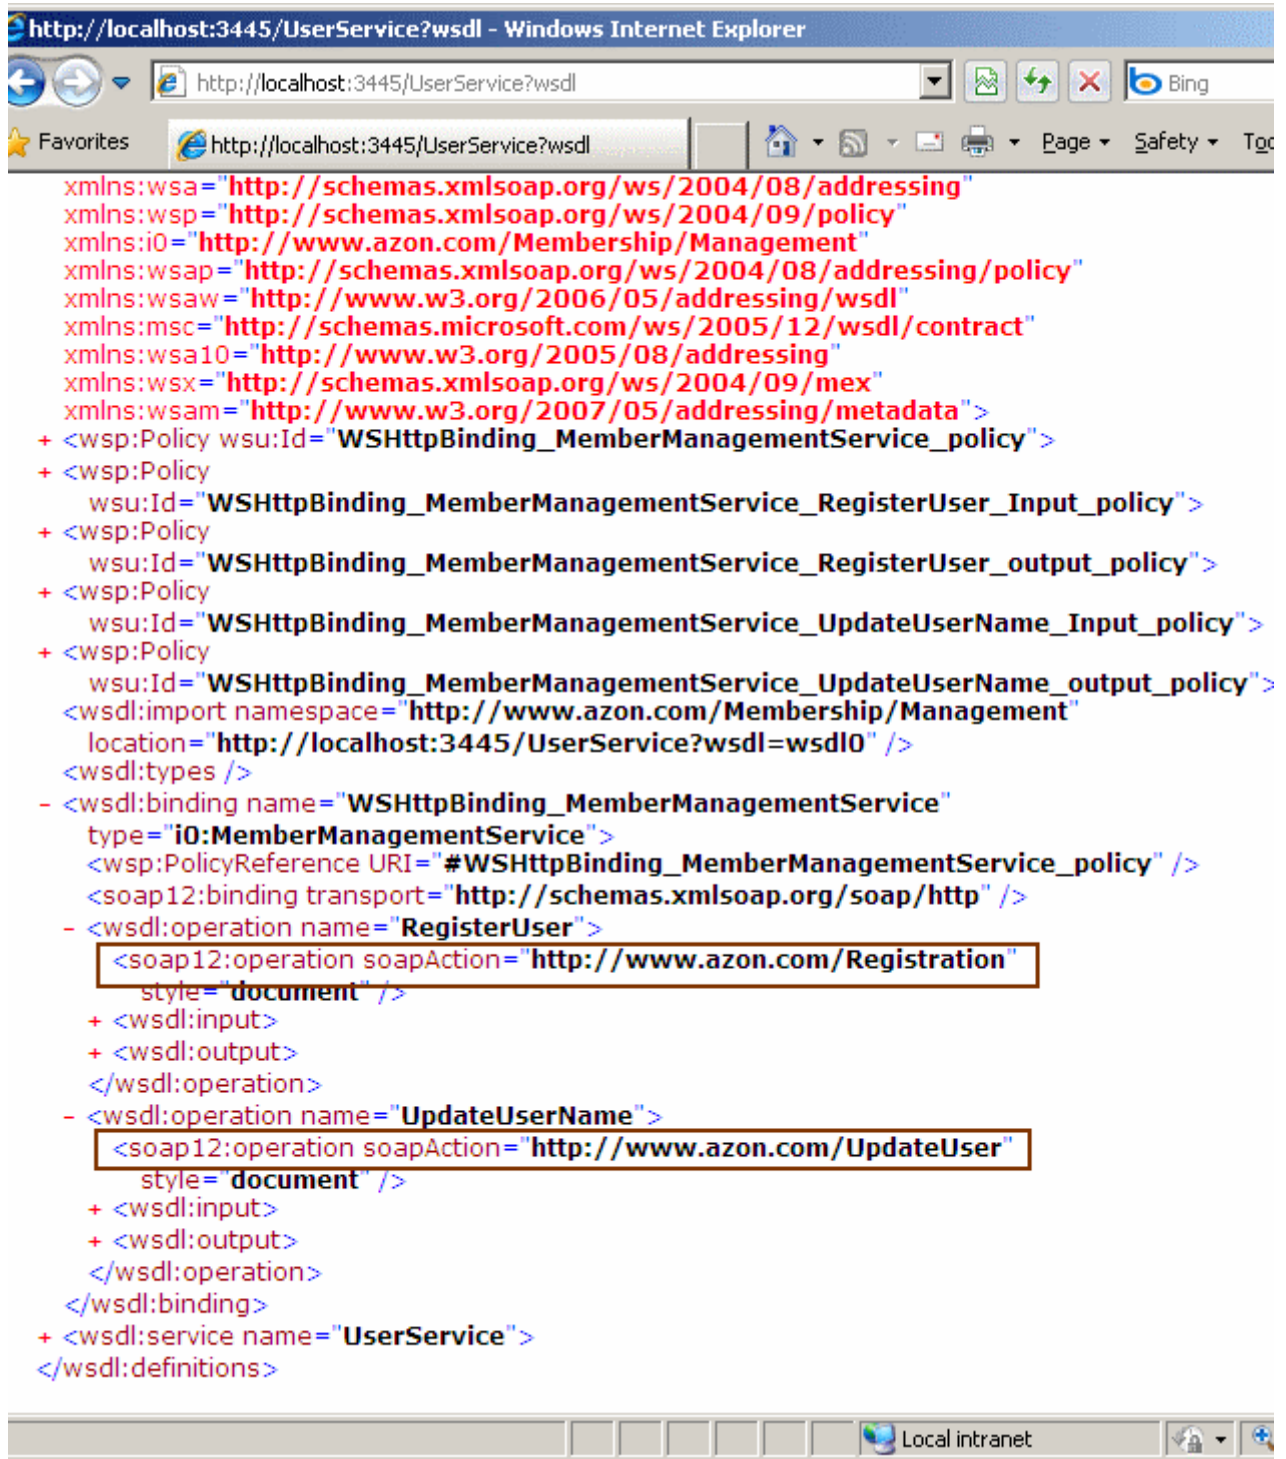 http://localhost:3445/UserService?wsdl - Windows Internet Explorer
http://localhost:3445/UserService?wsdl Bing
Favorites http://localhost:3445/UserService?wsdl Page Safety
xmlns:wsa="http://schemas.xmlsoap.org/ws/2004/08/addressing"
xmlns:wsp="http://schemas.xmlsoap.org/ws/2004/09/policy"
xmlns:i0="http://www.azon.com/Membership/Management"
xmlns:wsap="http://schemas.xmlsoap.org/ws/2004/08/addressing/policy"
xmlns:wsaw="http://www.w3.org/2006/05/addressing/wsdl"
xmlns:msc="http://schemas.microsoft.com/ws/2005/12/wsdl/contract"
xmlns:wsa10="http://www.w3.org/2005/08/addressing"
xmlns:wsx="http://schemas.xmlsoap.org/ws/2004/09/mex"
xmlns:wsam="http://www.w3.org/2007/05/addressing/metadata">
+ <wsp:Policy wsu:Id="WSHttpBinding_MemberManagementService_policy">
+ <wsp:Policy
wsu:Id="WSHttpBinding_MemberManagementService_RegisterUser_Input_policy">
+ <wsp:Policy
wsu:Id="WSHttpBinding_MemberManagementService_RegisterUser_output_policy">
+ <wsp:Policy
wsu:Id="WSHttpBinding_MemberManagementService_UpdateUserName_Input_policy">
+ <wsp:Policy
wsu:Id="WSHttpBinding_MemberManagementService_UpdateUserName_output_policy">
<wsdl:import namespace="http://www.azon.com/Membership/Management"
location="http://localhost:3445/UserService?wsdl=wsdl0" />
<wsdl:types />
- <wsdl:binding name="WSHttpBinding_MemberManagementService"
type="i0:MemberManagementService">
<wsp:PolicyReference URI="#WSHttpBinding_MemberManagementService_policy" />
<soap12:binding transport="http://schemas.xmlsoap.org/soap/http" />
- <wsdl:operation name="RegisterUser">
<soap12:operation soapAction="http://www.azon.com/Registration"
style="document" />
+ <wsdl:input>
+ <wsdl:output>
</wsdl:operation>
- <wsdl:operation name="UpdateUserName">
<soap12:operation soapAction="http://www.azon.com/UpdateUser"
style="document" />
+ <wsdl:input>
+ <wsdl:output>
</wsdl:operation>
</wsdl:binding>
+ <wsdl:service name="UserService">
</wsdl:definitions>
Local intranet